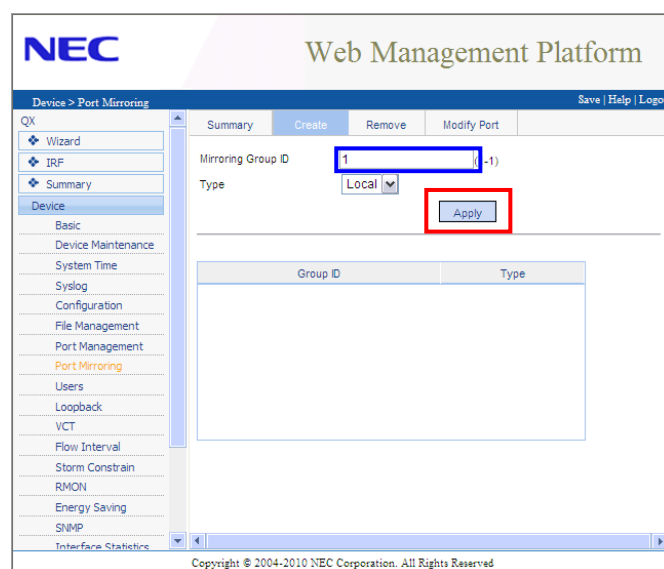 NEC
Web Management Platform
Device > Port Mirroring
Save | Help | Logo
QX
Wizard
IRF
Summary
Device
Basic
Device Maintenance
System Time
Syslog
Configuration
File Management
Port Management
Port Mirroring
Users
Loopback
VCT
Flow Interval
Storm Constrain
RMON
Energy Saving
SNMP
Interface Statistics
Summary Create Remove Modify Port
Mirroring Group ID 1 -1)
Type Local
Apply
Group ID Type
Copyright © 2004-2010 NEC Corporation. All Rights Reserved